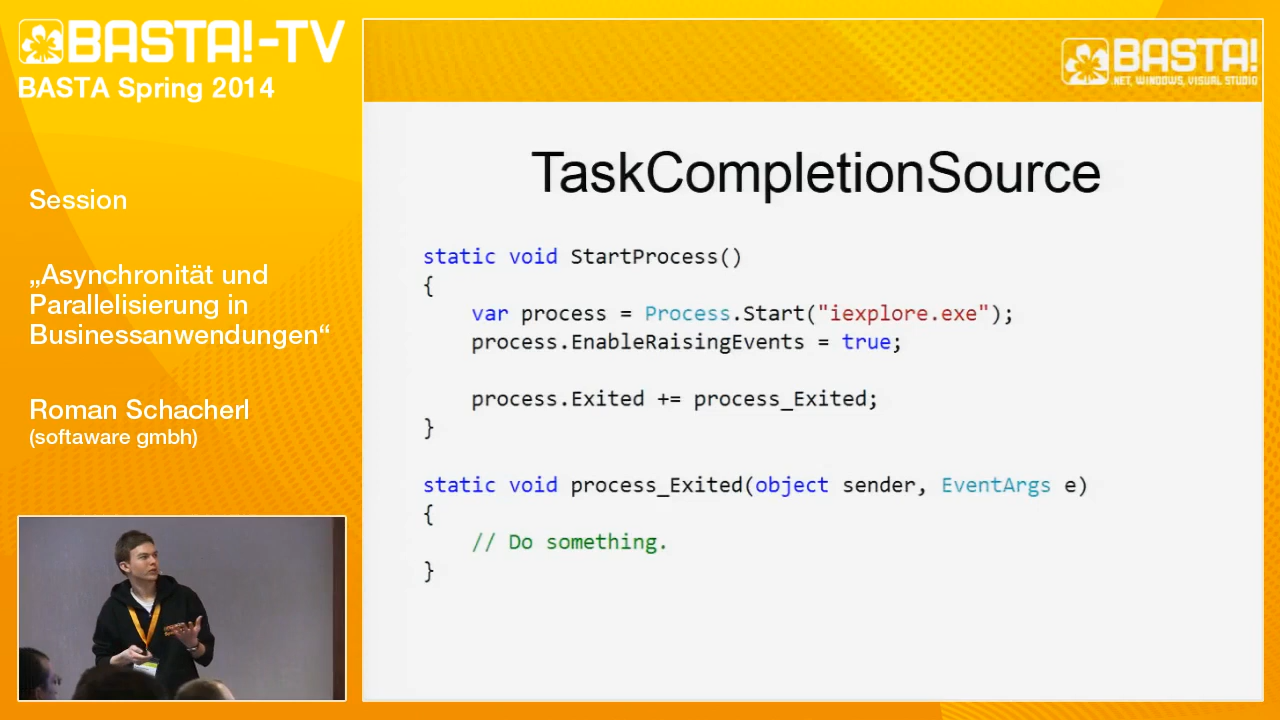 BASTA!-TV
BASTA Spring 2014
Session
„Asynchronität und
Parallelisierung in
Businessanwendungen“
Roman Schacherl
(softaware gmbh)
BASTA!
.NET, WINDOWS, VISUAL STUDIO
TaskCompletionSource
static void StartProcess()
{
    var process = Process.Start("iexplore.exe");
    process.EnableRaisingEvents = true;
    process.Exited += process_Exited;
}
static void process_Exited(object sender, EventArgs e)
{
    // Do something.
}